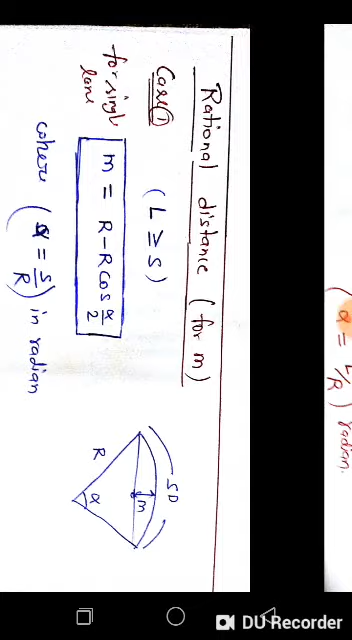 (α = L/R) radian.
Rational distance (for m)
Case ① (L ≥ S)
for single lane
m = R - R cos α/2
where (α = S/R) in radian
SD
m
R
α
DU Recorder